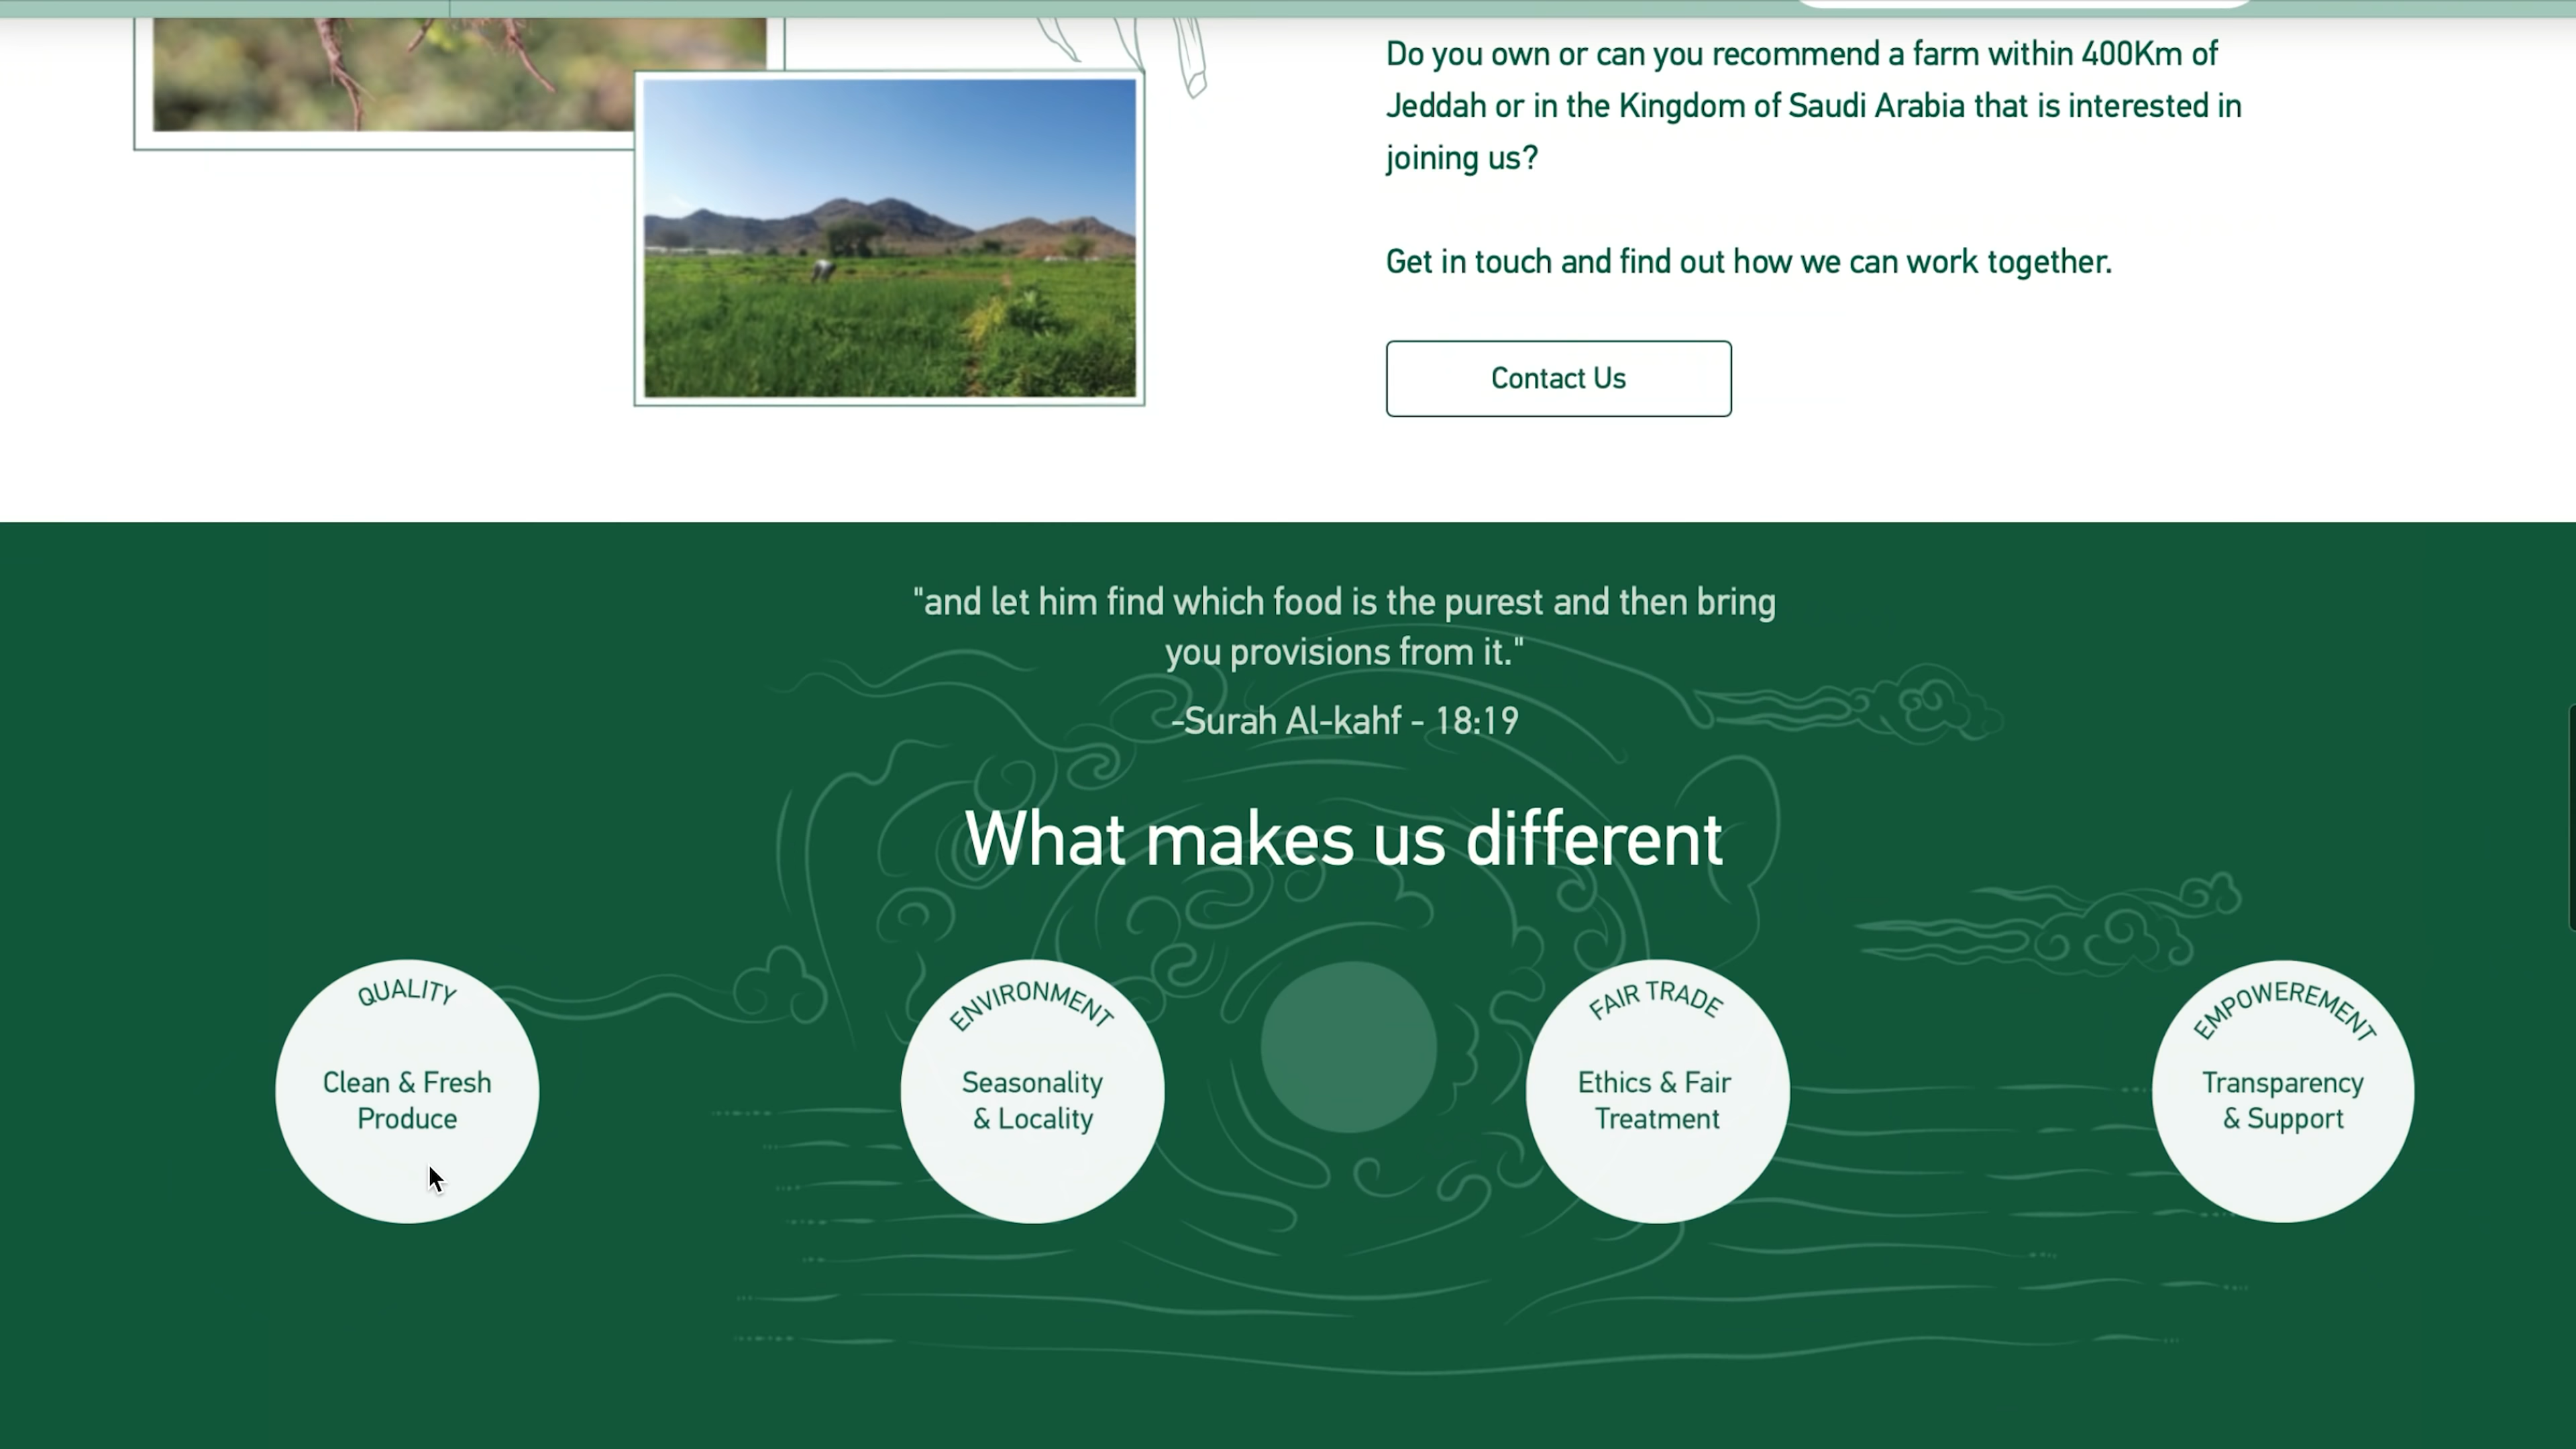 Do you own or can you recommend a farm within 400Km of
Jeddah or in the Kingdom of Saudi Arabia that is interested in
joining us?
Get in touch and find out how we can work together.
Contact Us
"and let him find which food is the purest and then bring
you provisions from it."
-Surah Al-kahf - 18:19
What makes us different
QUALITY
Clean & Fresh
Produce
ENVIRONMENT
Seasonality
& Locality
FAIR TRADE
Ethics & Fair
Treatment
EMPOWEREMENT
Transparency
& Support